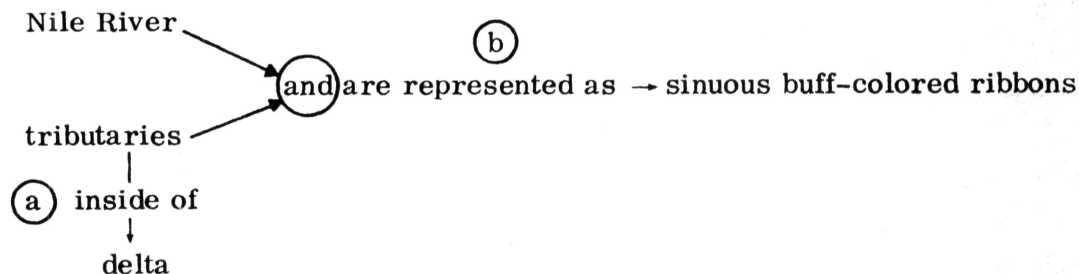 Nile River
b
and are represented as → sinuous buff-colored ribbons
tributaries
a inside of
delta